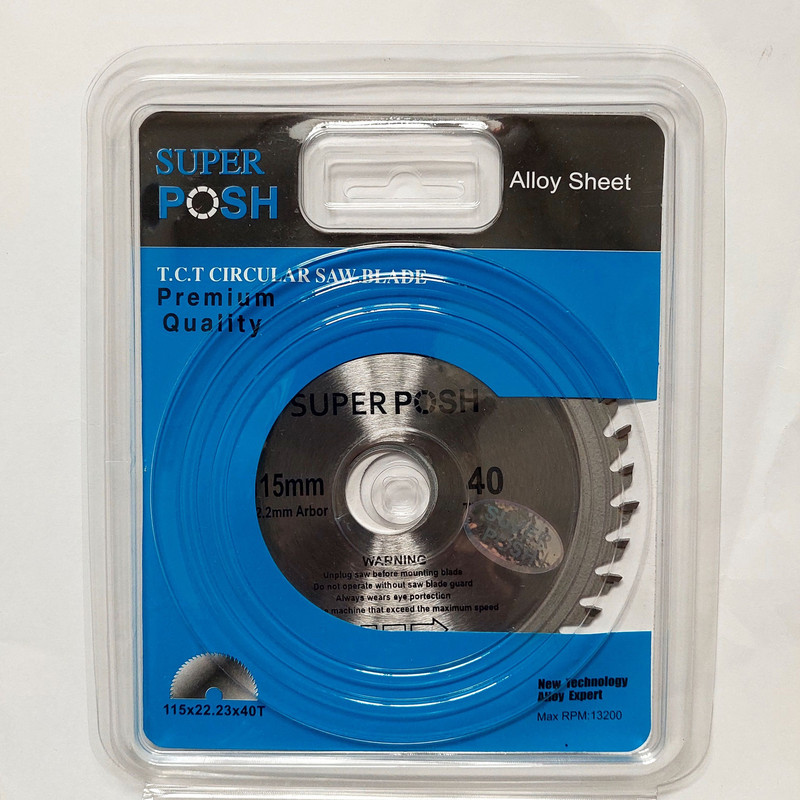 SUPER
POSH
Alloy Sheet
T.C.T CIRCULAR SAW BLADE
Premium
Quality
SUPER POSH
15mm
40
2.2mm Arbor
WARNING
Unplug saw before mounting blade
Do not operate without saw blade guard
Always wears eye portection
machine that exceed the maximum speed
115x22.23x40T
New Technology
Alloy Expert
Max RPM:13200